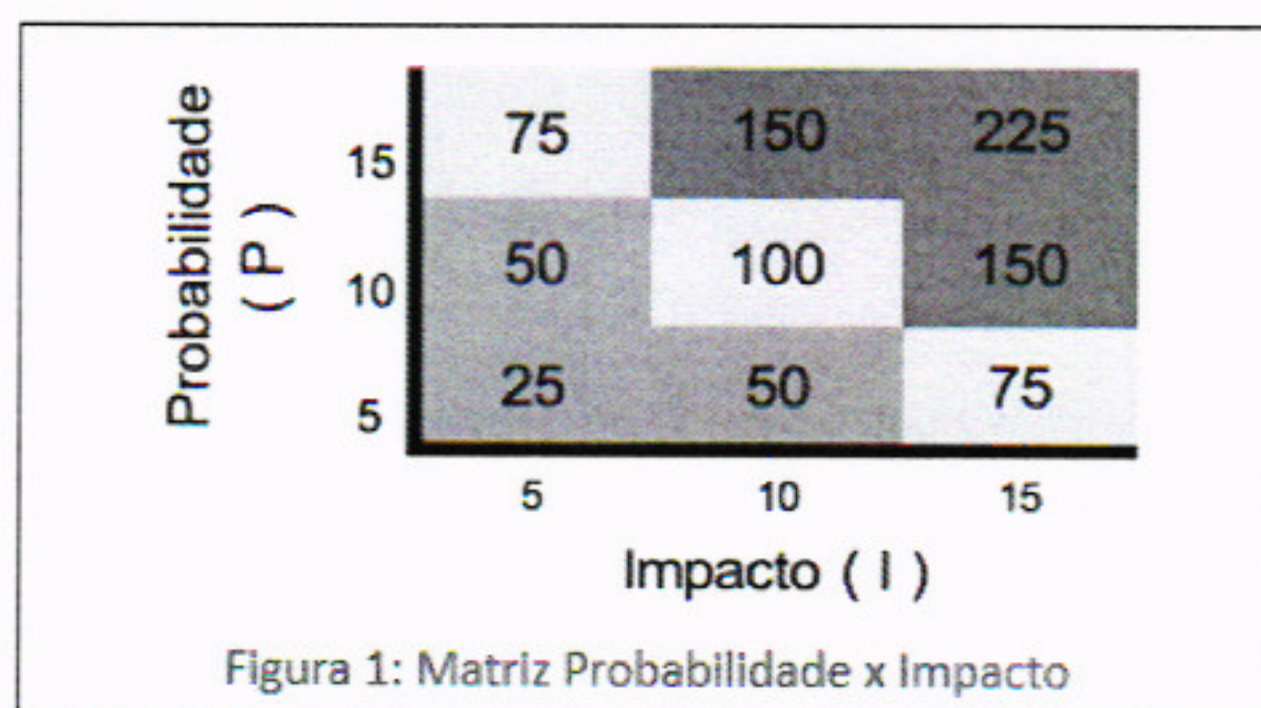 Probabilidade
( P )
15 75 150 225
10 50 100 150
5 25 50 75
5 10 15
Impacto ( I )
Figura 1: Matriz Probabilidade x Impacto